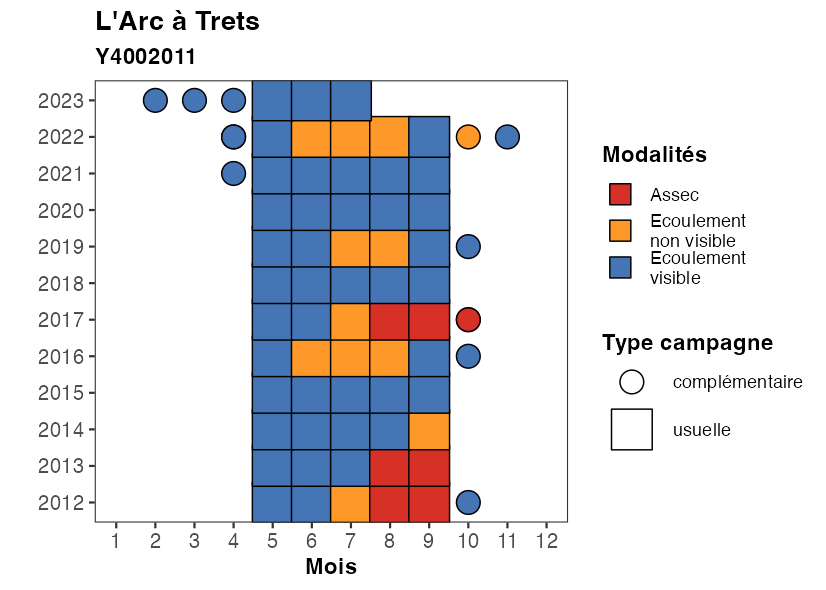 L'Arc à Trets
Y4002011
2023
2022
2021
2020
2019
2018
2017
2016
2015
2014
2013
2012
1 2 3 4 5 6 7 8 9 10 11 12
Mois
Modalités
Assec
Ecoulement
non visible
Ecoulement
visible
Type campagne
complémentaire
usuelle